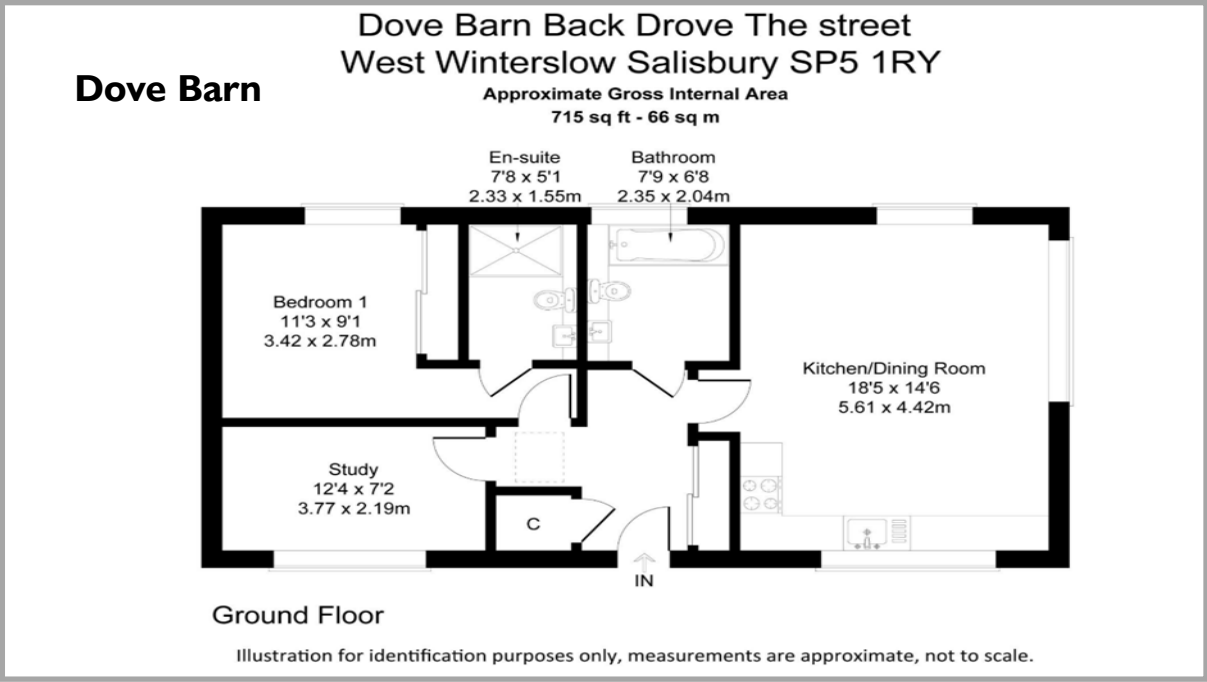 Dove Barn Back Drove The street
West Winterslow Salisbury SP5 1RY
Dove Barn
Approximate Gross Internal Area
715 sq ft - 66 sq m
En-suite
7'8 x 5'1
2.33 x 1.55m
Bathroom
7'9 x 6'8
2.35 x 2.04m
Bedroom 1
11'3 x 9'1
3.42 x 2.78m
Kitchen/Dining Room
18'5 x 14'6
5.61 x 4.42m
Study
12'4 x 7'2
3.77 x 2.19m
C
IN
Ground Floor
Illustration for identification purposes only, measurements are approximate, not to scale.